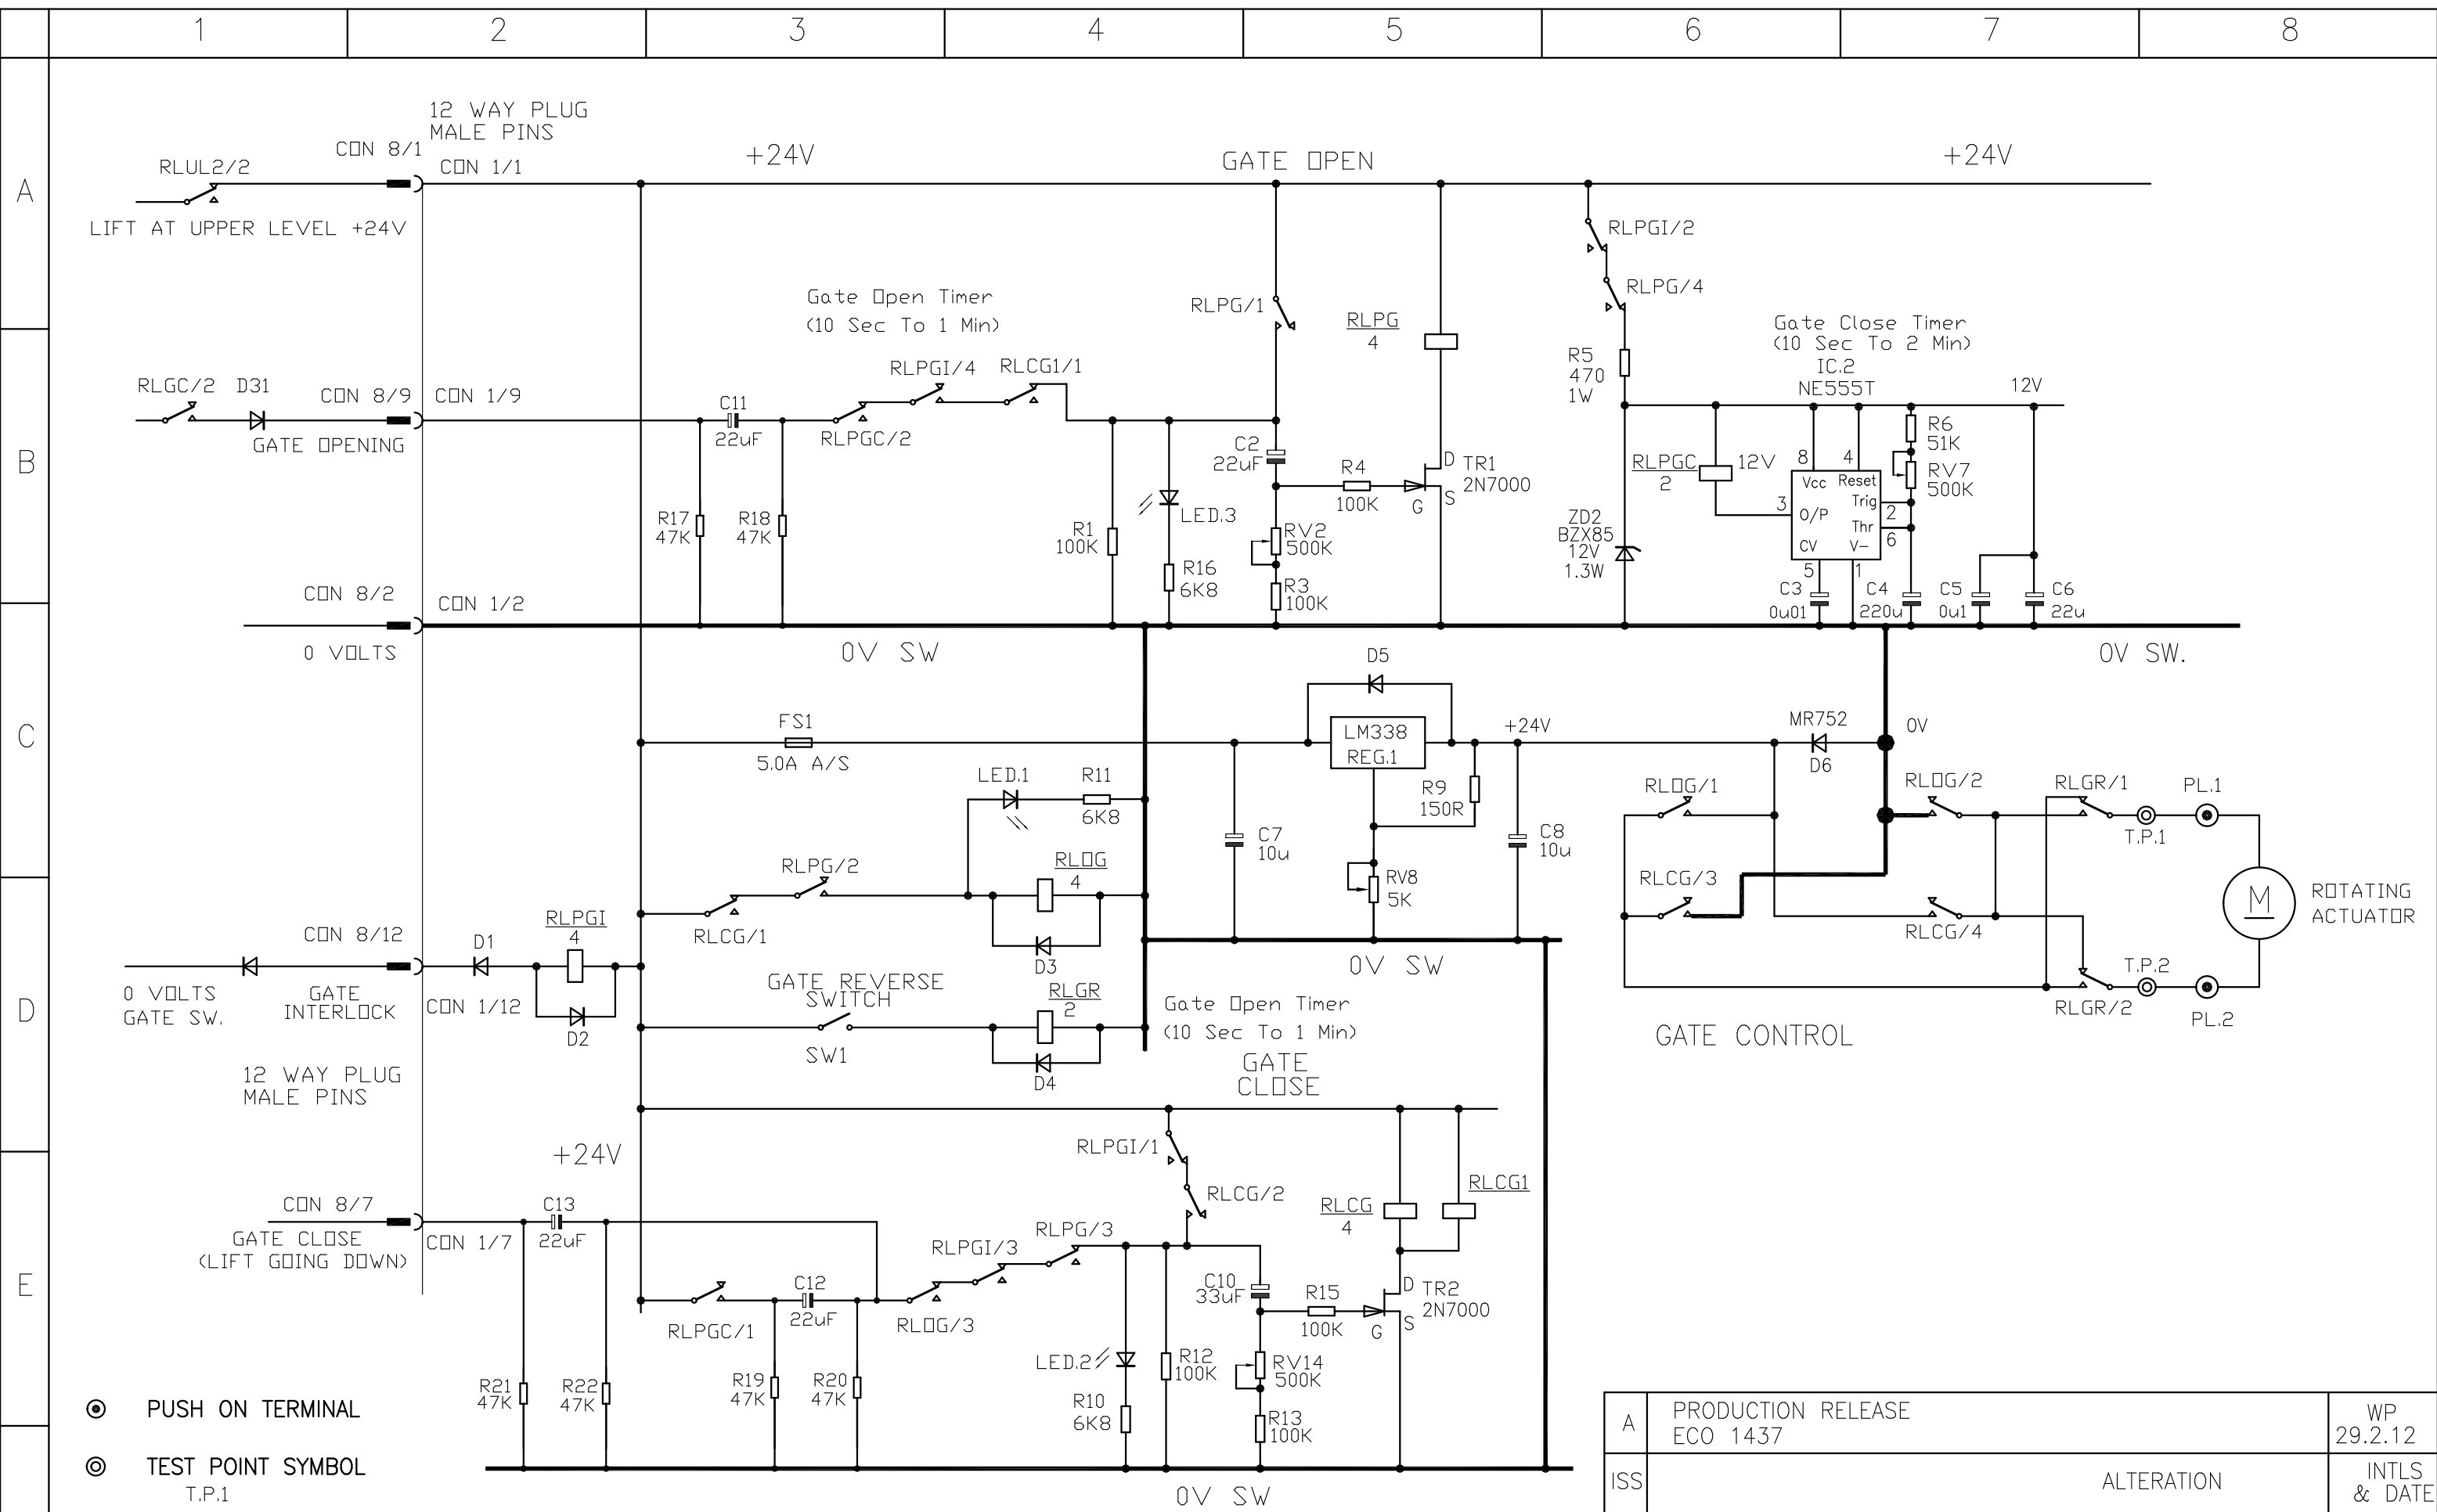 1 2 3 4 5 6 7 8
A
B
C
D
E
12 WAY PLUG
MALE PINS
CON 8/1
CON 1/1
RLUL2/2
LIFT AT UPPER LEVEL +24V
+24V
GATE OPEN
+24V
RLPGI/2
RLPG/4
Gate Open Timer
(10 Sec To 1 Min)
RLPG/1
RLPG
4
Gate Close Timer
(10 Sec To 2 Min)
IC.2
NE555T
12V
R5
470
1W
RLGC/2
D31
CON 8/9
CON 1/9
GATE OPENING
C11
22uF
RLPGC/2
RLPGI/4
RLCG1/1
C2
22uF
R4
100K
D
G
S
TR1
2N7000
RLPGC
2
12V
8
4
Vcc
Reset
3
O/P
Trig
2
Thr
6
CV
V-
5
1
R6
51K
RV7
500K
R17
47K
R18
47K
R1
100K
LED.3
R16
6K8
RV2
500K
R3
100K
ZD2
BZX85
12V
1.3W
C3
0u01
C4
220u
C5
0u1
C6
22u
CON 8/2
CON 1/2
0 VOLTS
0V SW
0V SW.
D5
FS1
5.0A A/S
LM338
REG.1
+24V
MR752
D6
0V
LED.1
R11
6K8
R9
150R
C7
10u
C8
10u
RV8
5K
RLOG/1
RLOG/2
RLGR/1
PL.1
T.P.1
RLPG/2
RLOG
4
RLCG/1
D3
RLCG/3
RLCG/4
M
ROTATING
ACTUATOR
CON 8/12
CON 1/12
D1
RLPGI
4
D2
0 VOLTS
GATE SW.
GATE
INTERLOCK
GATE REVERSE
SWITCH
SW1
RLGR
2
D4
0V SW
T.P.2
RLGR/2
PL.2
GATE CONTROL
Gate Open Timer
(10 Sec To 1 Min)
GATE
CLOSE
12 WAY PLUG
MALE PINS
+24V
RLPGI/1
RLCG/2
RLCG
4
RLCG1
CON 8/7
CON 1/7
GATE CLOSE
(LIFT GOING DOWN)
C13
22uF
RLPGC/1
C12
22uF
RLOG/3
RLPGI/3
RLPG/3
C10
33uF
R15
100K
D
G
S
TR2
2N7000
R21
47K
R22
47K
R19
47K
R20
47K
LED.2
R10
6K8
R12
100K
RV14
500K
R13
100K
0V SW
PUSH ON TERMINAL
TEST POINT SYMBOL
T.P.1
A
PRODUCTION RELEASE
ECO 1437
WP
29.2.12
ISS
ALTERATION
INTLS
& DATE